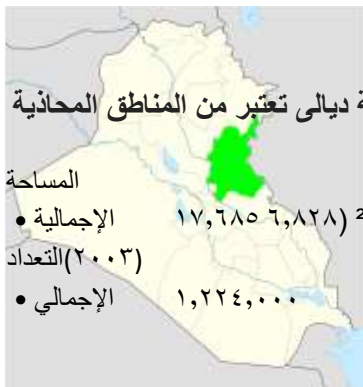 ة ديالى تعتبر من المناطق المحاذية
المساحة
• الإجمالية ١٧,٦٨٥ (٦,٨٢٨ ²
التعداد(٢٠٠٣)
• الإجمالي ١,٢٢٤,٠٠٠